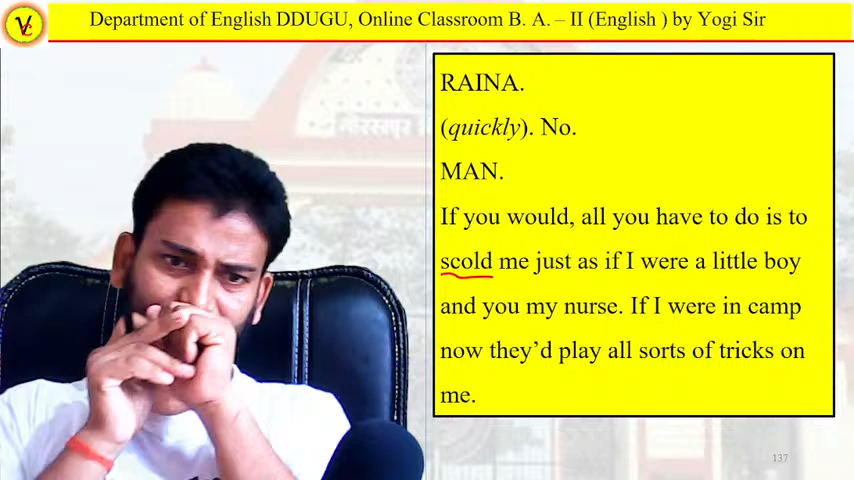 Department of English DDUGU, Online Classroom B. A. – II (English ) by Yogi Sir
RAINA.
(quickly). No.
MAN.
If you would, all you have to do is to
scold me just as if I were a little boy
and you my nurse. If I were in camp
now they’d play all sorts of tricks on
me.
137